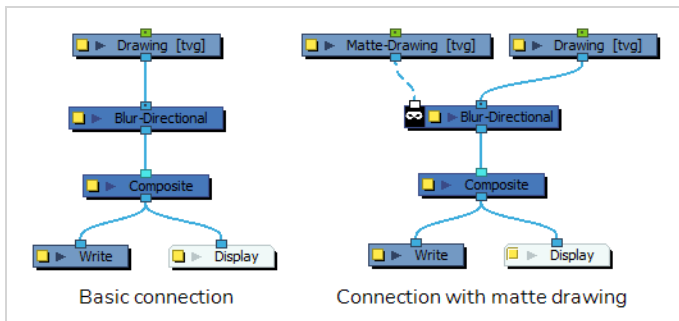 Drawing [tvg]
Blur-Directional
Composite
Write
Display
Basic connection
Matte-Drawing [tvg]
Drawing [tvg]
Blur-Directional
Composite
Write
Display
Connection with matte drawing